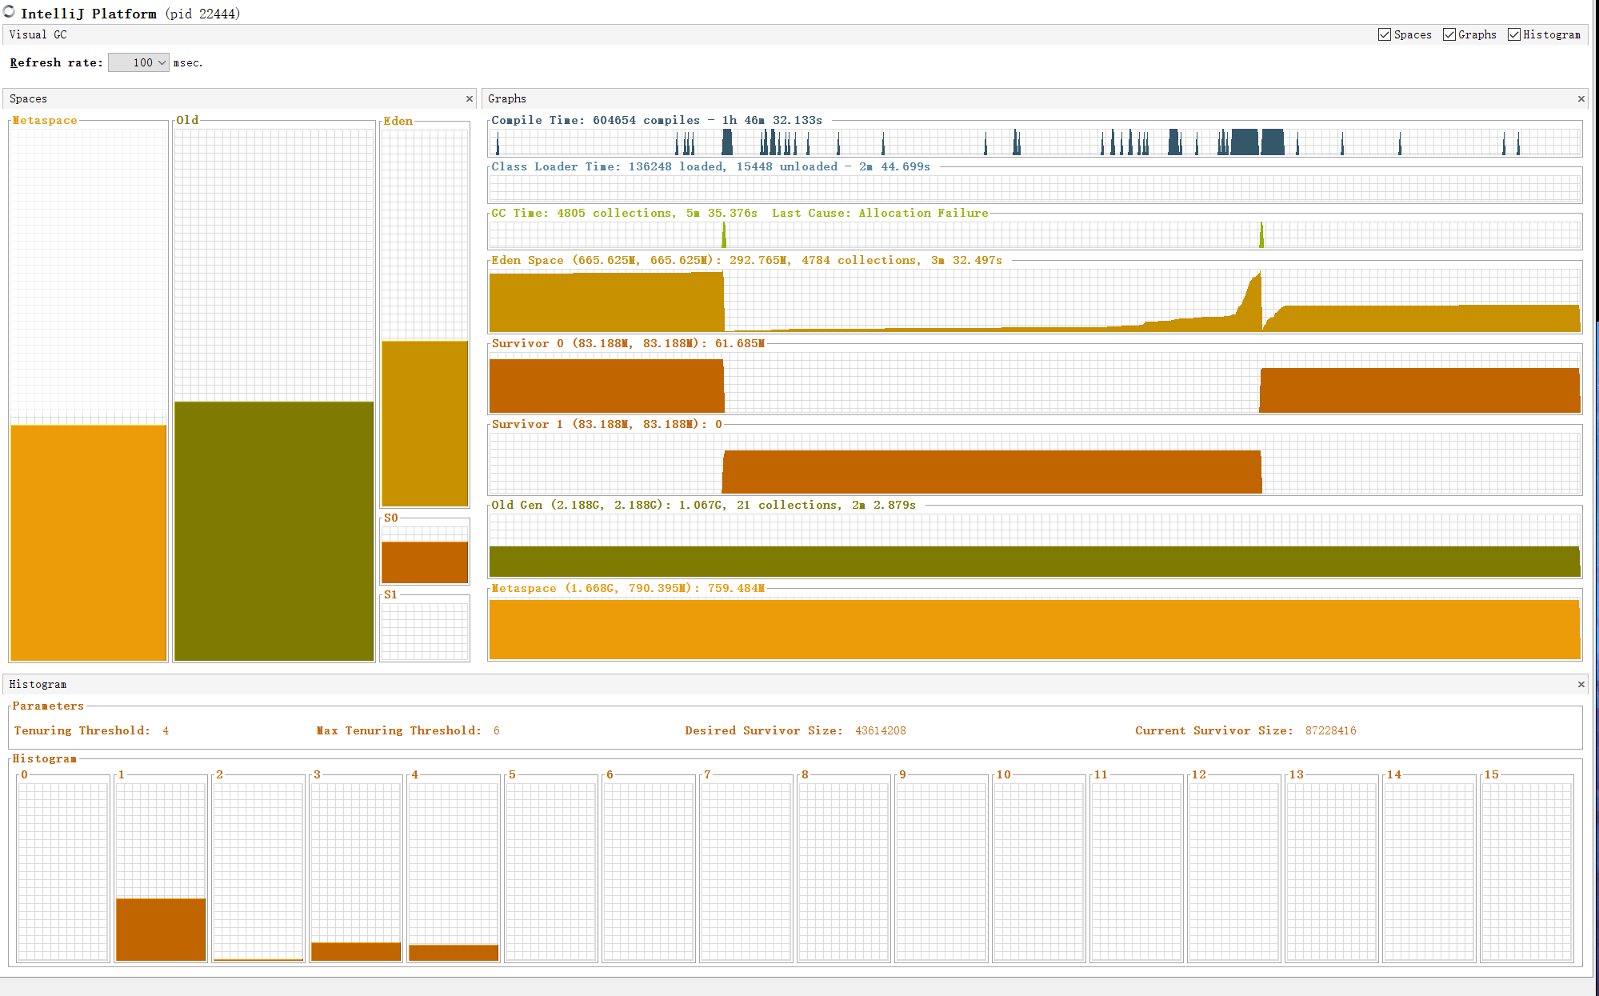 IntelliJ Platform (pid 22444)
Visual GC
Spaces Graphs Histogram
Refresh rate: 100 msec.
Spaces
Metaspace
Old
Eden
S0
S1
Graphs
Compile Time: 604654 compiles - 1h 46m 32.133s
Class Loader Time: 136248 loaded, 15448 unloaded - 2m 44.699s
GC Time: 4805 collections, 5m 35.376s Last Cause: Allocation Failure
Eden Space (665.625M, 665.625M): 292.765M, 4784 collections, 3m 32.497s
Survivor 0 (83.188M, 83.188M): 61.685M
Survivor 1 (83.188M, 83.188M): 0
Old Gen (2.188G, 2.188G): 1.067G, 21 collections, 2m 2.879s
Metaspace (1.668G, 790.395M): 759.484M
Histogram
Parameters
Tenuring Threshold: 4 Max Tenuring Threshold: 6 Desired Survivor Size: 43614208 Current Survivor Size: 87228416
Histogram
0 1 2 3 4 5 6 7 8 9 10 11 12 13 14 15